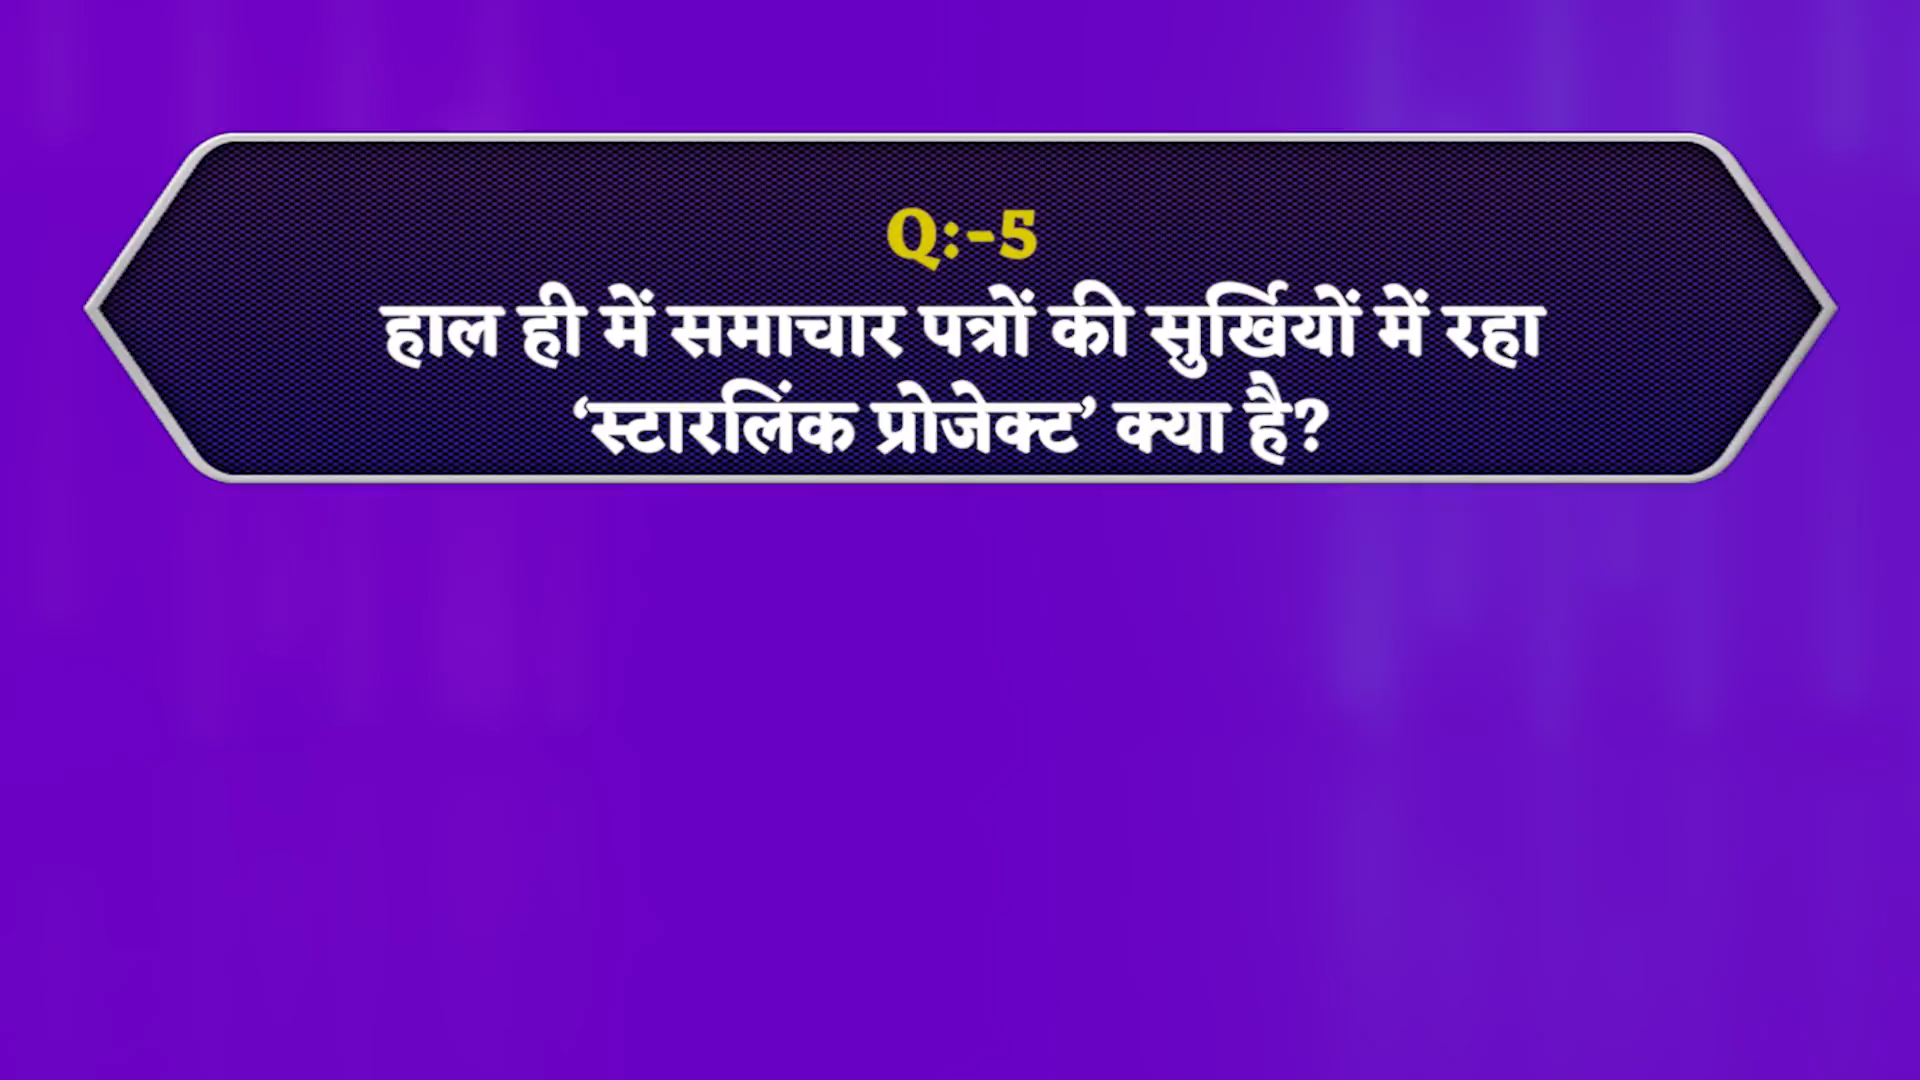 Q:-5
हाल ही में समाचार पत्रों की सुर्खियों में रहा
‘स्टारलिंक प्रोजेक्ट’ क्या है?